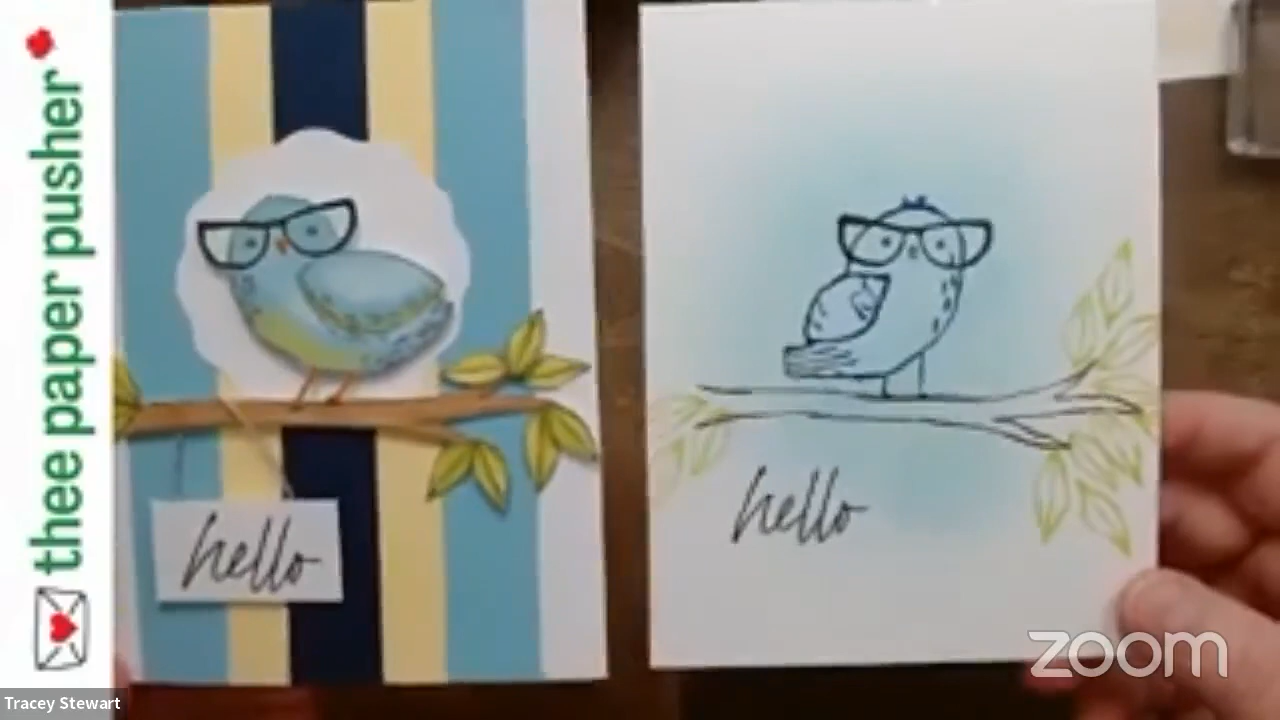 thee paper pusher
hello
hello
zoom
Tracey Stewart